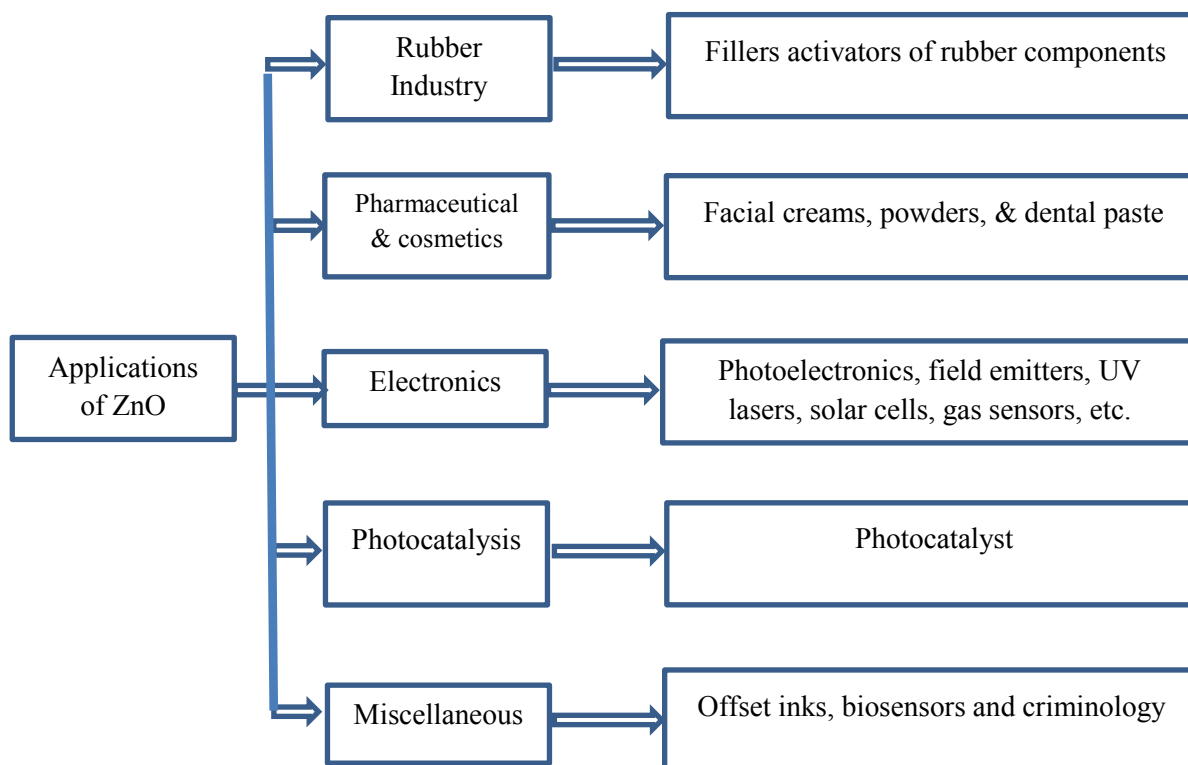 Rubber
Industry
Fillers activators of rubber components
Pharmaceutical
& cosmetics
Facial creams, powders, & dental paste
Applications
of ZnO
Electronics
Photoelectronics, field emitters, UV
lasers, solar cells, gas sensors, etc.
Photocatalysis
Photocatalyst
Miscellaneous
Offset inks, biosensors and criminology